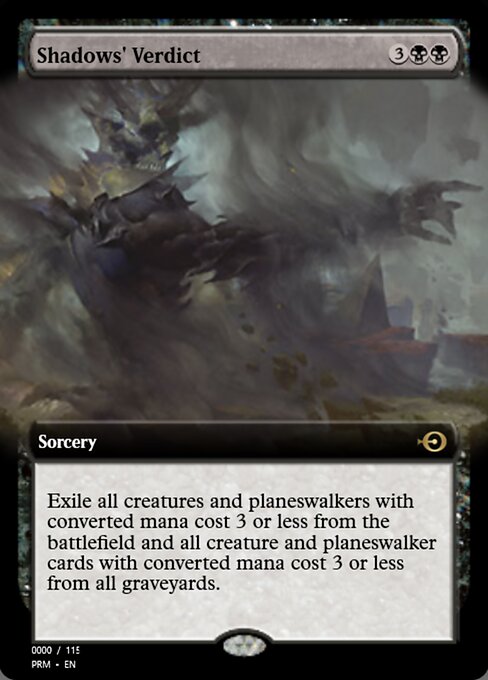 Shadows' Verdict 3
Sorcery
Exile all creatures and planeswalkers with
converted mana cost 3 or less from the
battlefield and all creature and planeswalker
cards with converted mana cost 3 or less
from all graveyards.
0000 / 115
PRM • EN